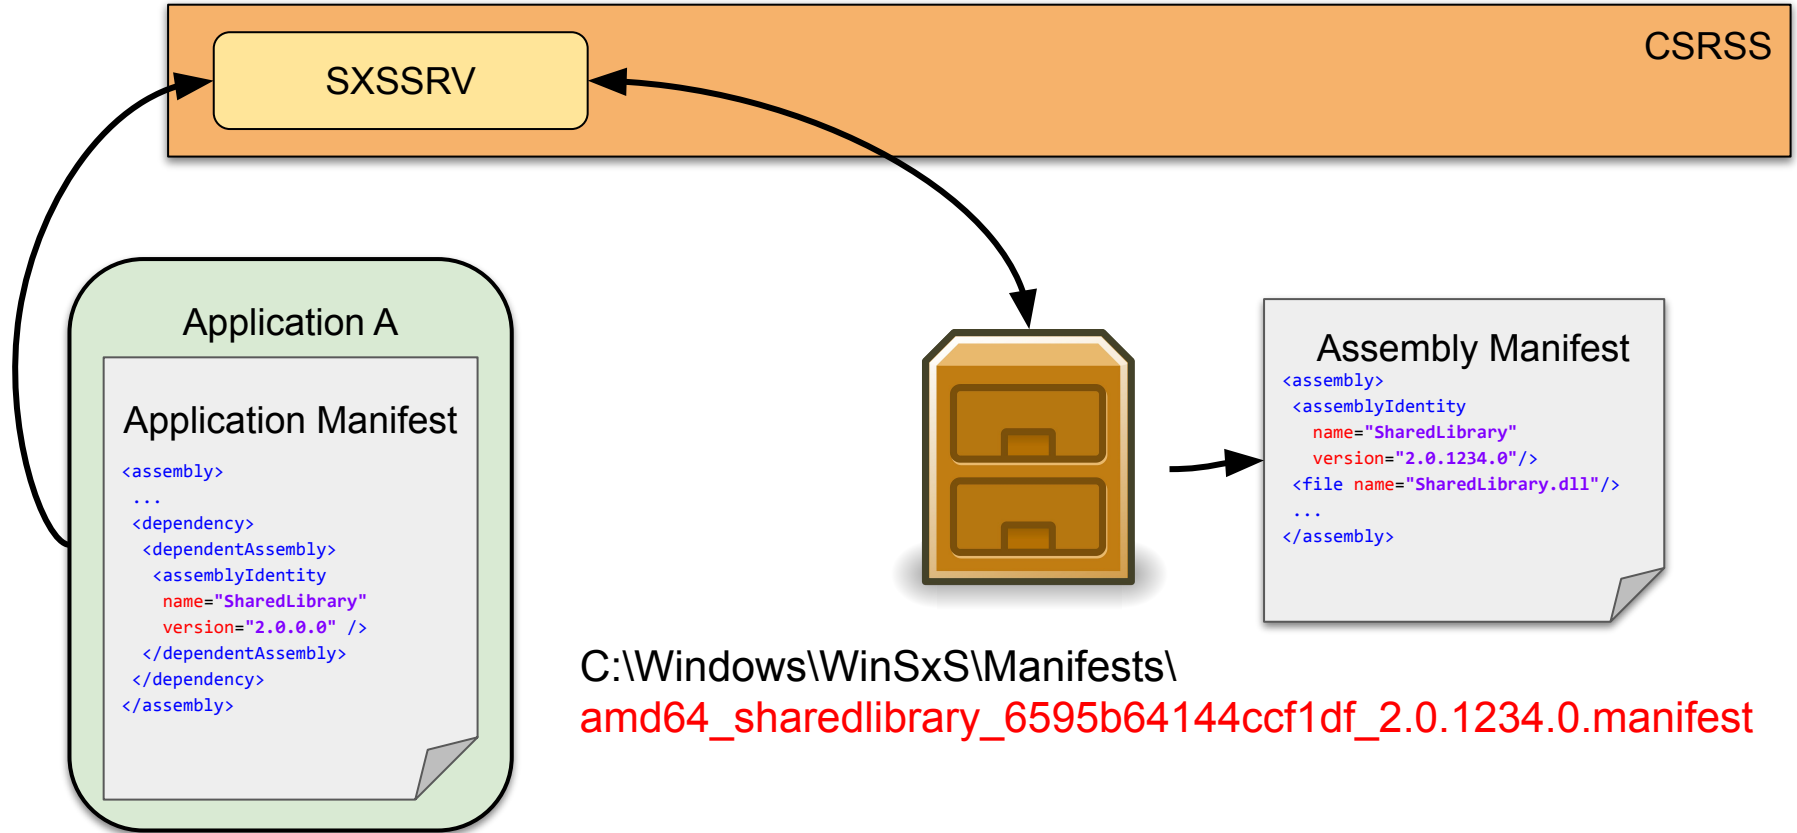 CSRSS
SXSSRV
Application A
Application Manifest
<assembly>
...
<dependency>
<dependentAssembly>
<assemblyIdentity
name="SharedLibrary"
version="2.0.0.0" />
</dependentAssembly>
</dependency>
</assembly>
Assembly Manifest
<assembly>
<assemblyIdentity
name="SharedLibrary"
version="2.0.1234.0"/>
<file name="SharedLibrary.dll"/>
...
</assembly>
C:\Windows\WinSxS\Manifests\
amd64_sharedlibrary_6595b64144ccf1df_2.0.1234.0.manifest